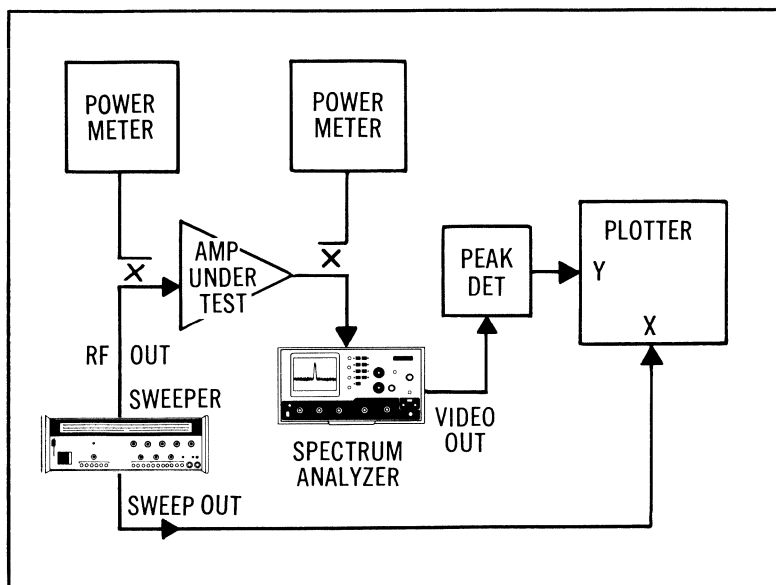 POWER
METER
POWER
METER
AMP
UNDER
TEST
PEAK
DET
PLOTTER
Y
X
RF OUT
SWEEPER
VIDEO
OUT
SPECTRUM
ANALYZER
SWEEP OUT